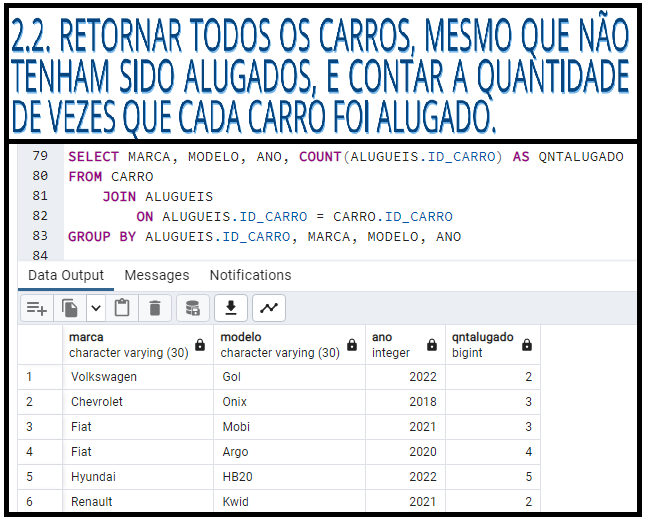 2.2. RETORNAR TODOS OS CARROS, MESMO QUE NÃO
TENHAM SIDO ALUGADOS, E CONTAR A QUANTIDADE
DE VEZES QUE CADA CARRO FOI ALUGADO.
79 SELECT MARCA, MODELO, ANO, COUNT(ALUGUEIS.ID_CARRO) AS QNTALUGADO
80 FROM CARRO
81 JOIN ALUGUEIS
82 ON ALUGUEIS.ID_CARRO = CARRO.ID_CARRO
83 GROUP BY ALUGUEIS.ID_CARRO, MARCA, MODELO, ANO
84
Data Output Messages Notifications
marca modelo ano qntalugado
character varying (30) character varying (30) integer bigint
1 Volkswagen Gol 2022 2
2 Chevrolet Onix 2018 3
3 Fiat Mobi 2021 3
4 Fiat Argo 2020 4
5 Hyundai HB20 2022 5
6 Renault Kwid 2021 2